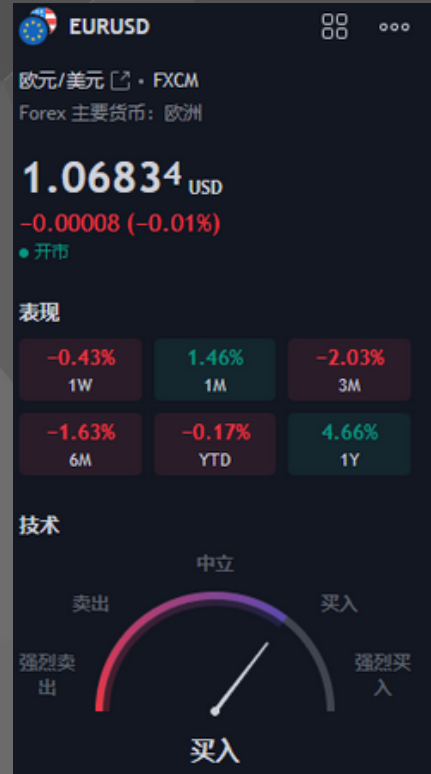 EURUSD
欧元/美元 · FXCM
Forex 主要货币: 欧洲
1.06834 USD
−0.00008 (−0.01%)
开市
表现
−0.43% 1.46% −2.03%
1W 1M 3M
−1.63% −0.17% 4.66%
6M YTD 1Y
技术
中立
卖出 买入
强烈卖 强烈买
出 入
买入